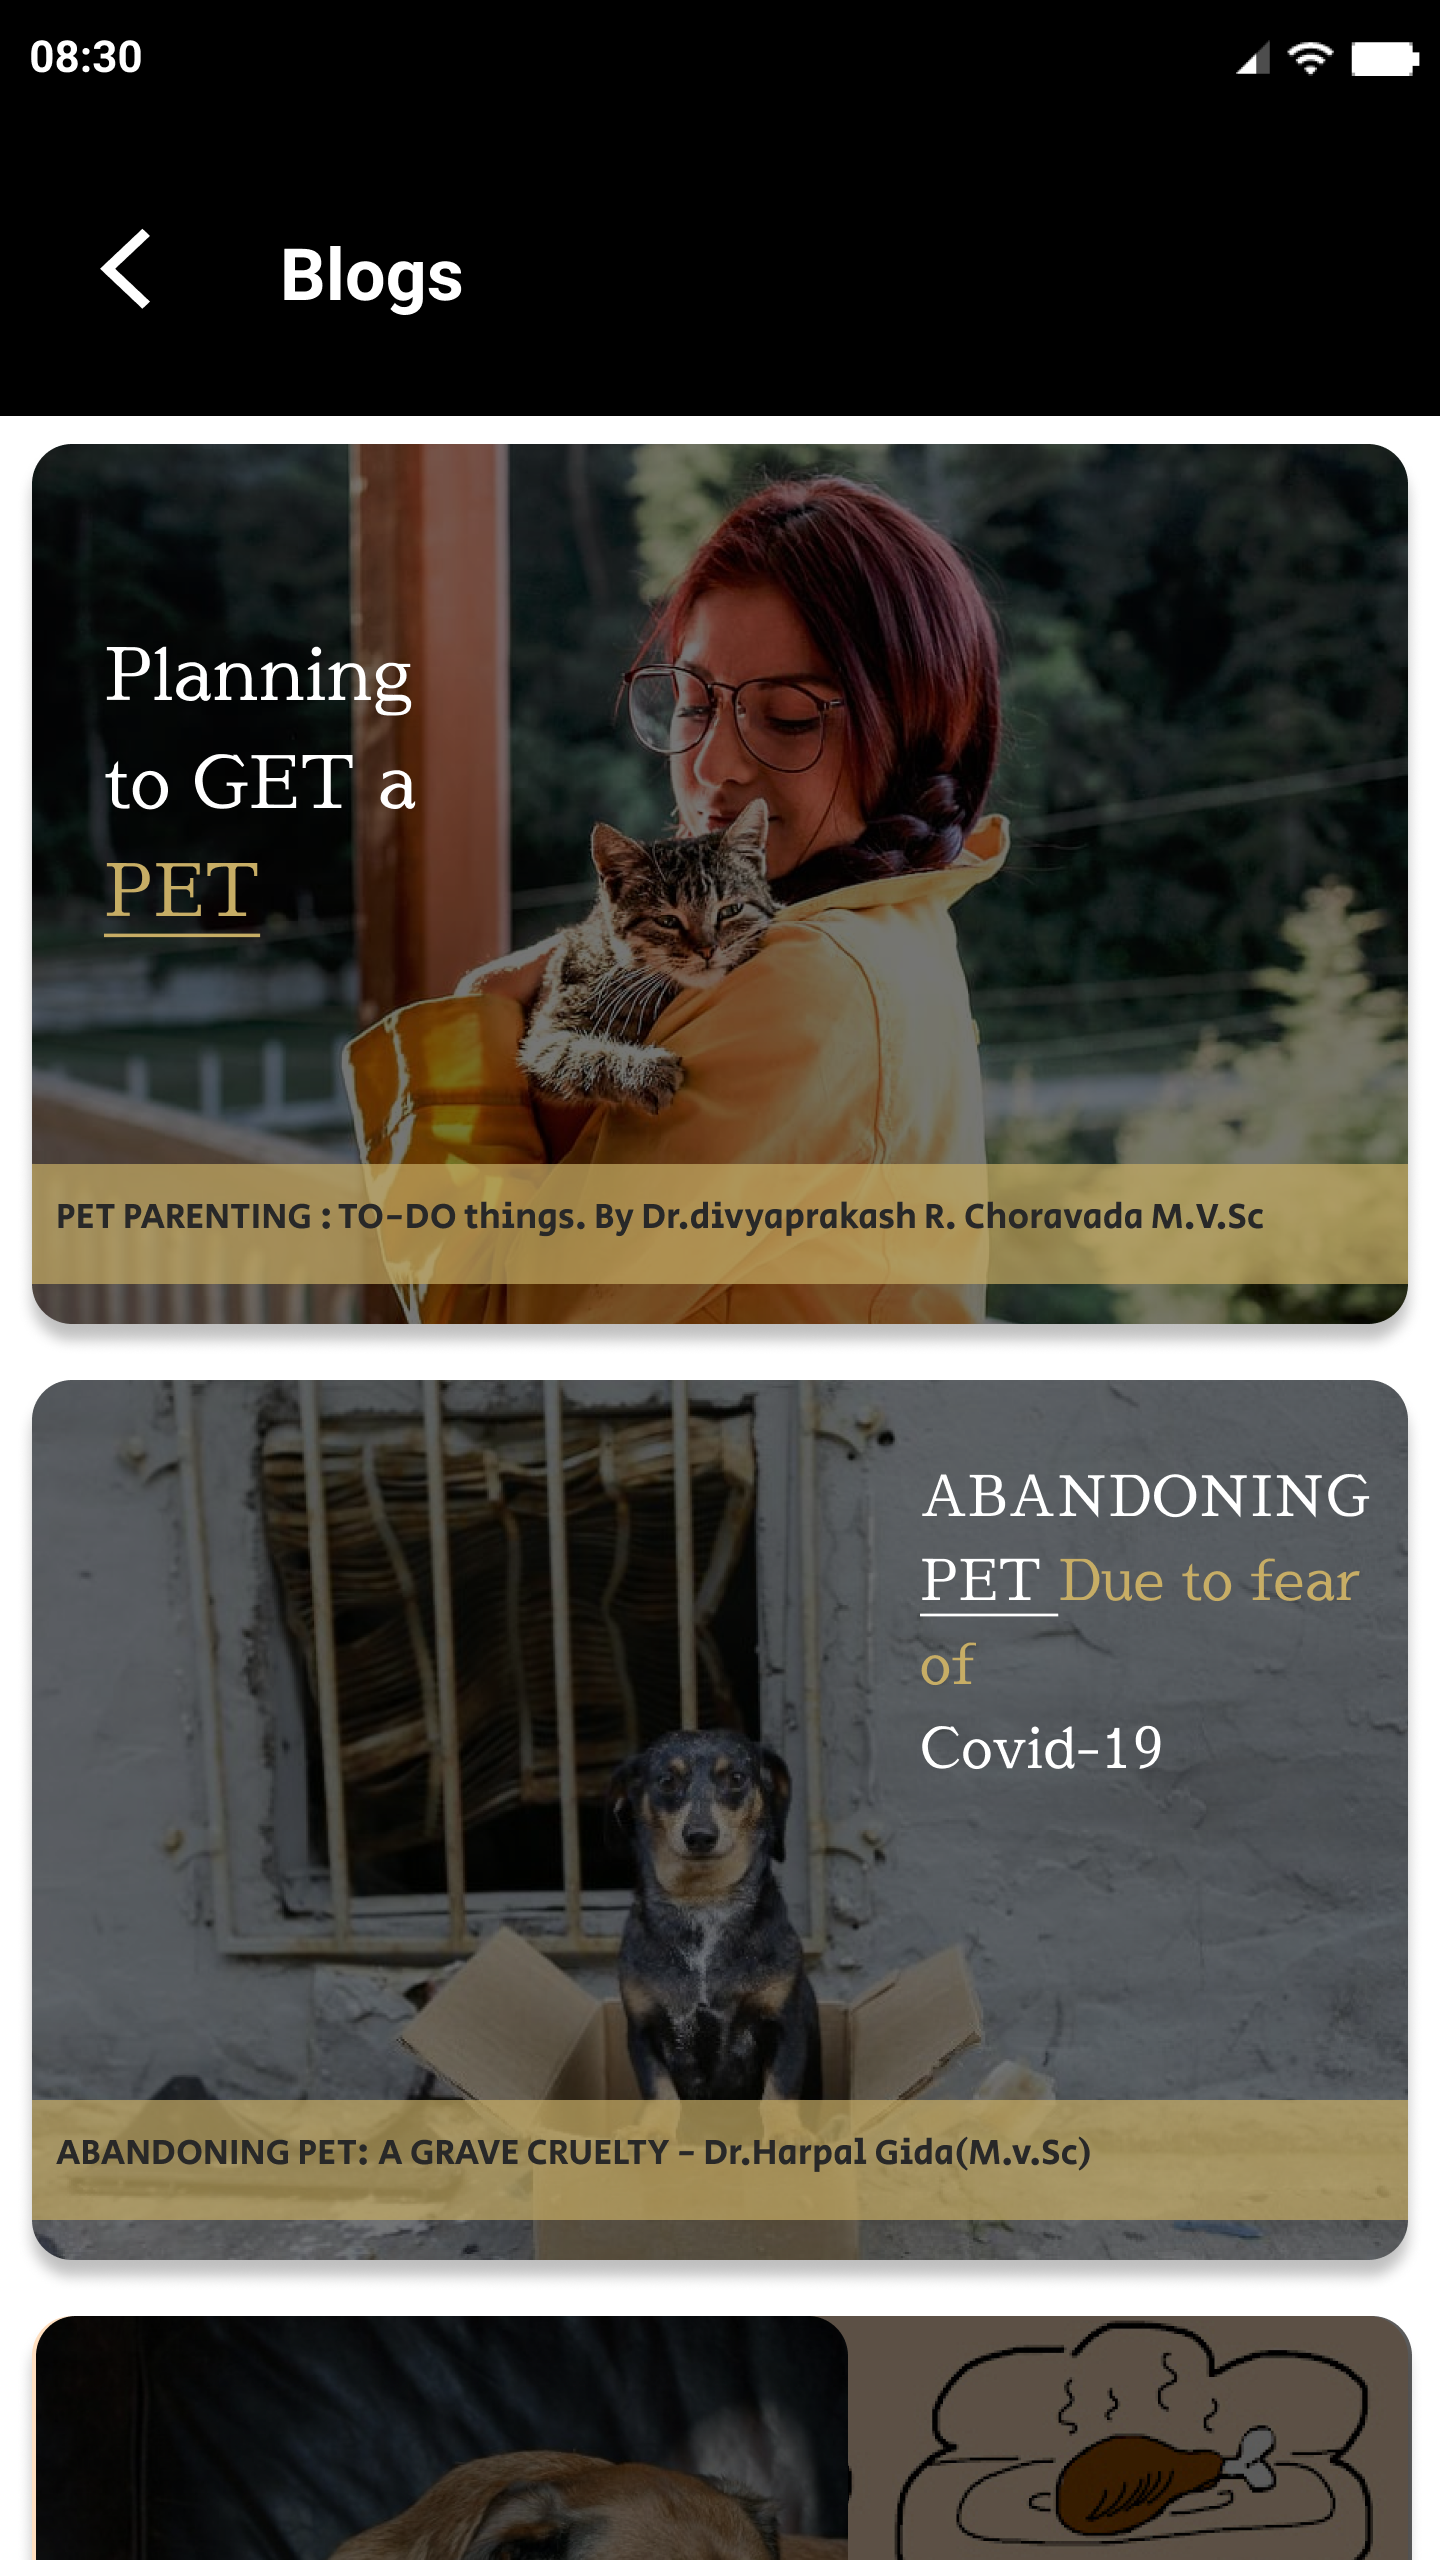 08:30
Blogs
Planning
to GET a
PET
PET PARENTING : TO-DO things. By Dr.divyaprakash R. Choravada M.V.Sc
ABANDONING
PET Due to fear
of
Covid-19
ABANDONING PET: A GRAVE CRUELTY - Dr.Harpal Gida(M.v.Sc)